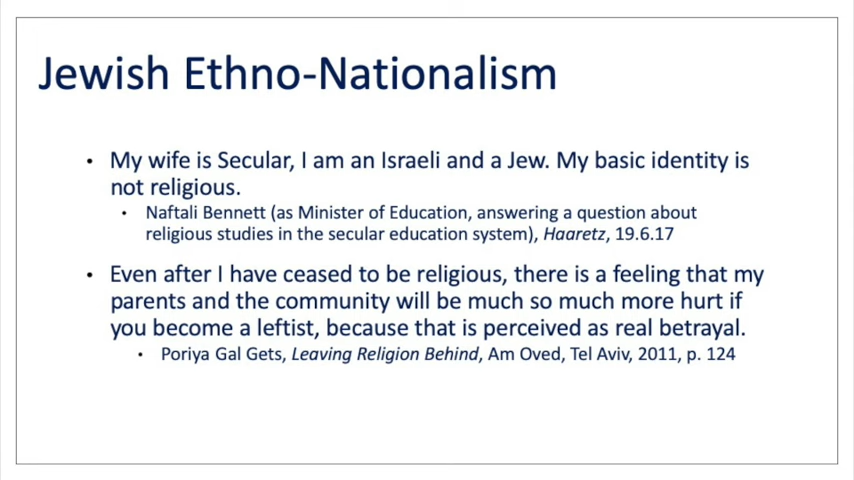 Jewish Ethno-Nationalism
• My wife is Secular, I am an Israeli and a Jew. My basic identity is
not religious.
• Naftali Bennett (as Minister of Education, answering a question about
religious studies in the secular education system), Haaretz, 19.6.17
• Even after I have ceased to be religious, there is a feeling that my
parents and the community will be much so much more hurt if
you become a leftist, because that is perceived as real betrayal.
• Poriya Gal Gets, Leaving Religion Behind, Am Oved, Tel Aviv, 2011, p. 124